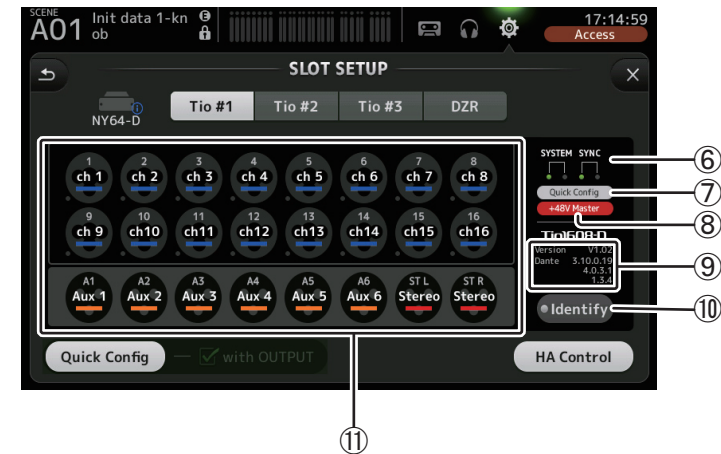 SCENE
A01 Init data 1-kn ob E 17:14:59
Access
SLOT SETUP
NY64-D Tio #1 Tio #2 Tio #3 DZR
1 2 3 4 5 6 7 8
ch 1 ch 2 ch 3 ch 4 ch 5 ch 6 ch 7 ch 8
9 10 11 12 13 14 15 16
ch 9 ch10 ch11 ch12 ch13 ch14 ch15 ch16
A1 A2 A3 A4 A5 A6 ST L ST R
Aux 1 Aux 2 Aux 3 Aux 4 Aux 5 Aux 6 Stereo Stereo
SYSTEM SYNC
⑥
Quick Config
⑦
+48V Master
⑧
Tio1608-D
Version V1.02
Dante 3.10.0.19
4.0.3.1
1.3.4
⑨
Identify
⑩
Quick Config with OUTPUT HA Control
⑪